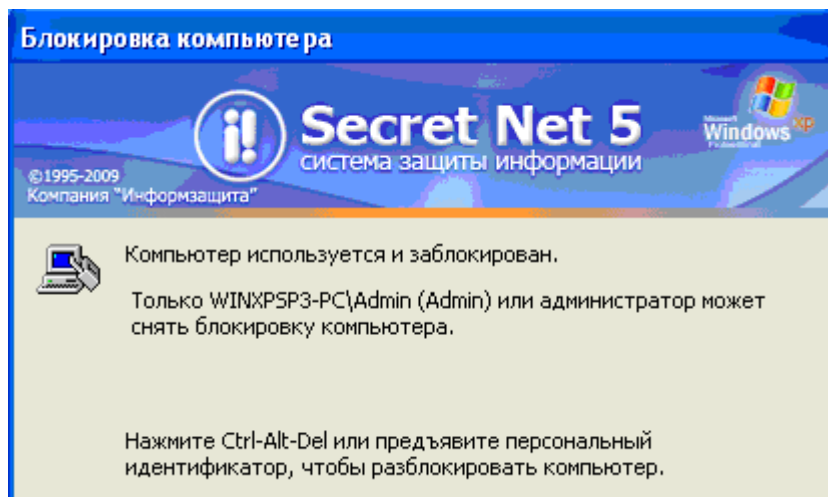 Блокировка компьютера
Secret Net 5
система защиты информации
©1995-2009
Компания "Информзащита"
Microsoft
Windows xp
Professional
Компьютер используется и заблокирован.
Только WINXPSP3-PC\Admin (Admin) или администратор может
снять блокировку компьютера.
Нажмите Ctrl-Alt-Del или предъявите персональный
идентификатор, чтобы разблокировать компьютер.